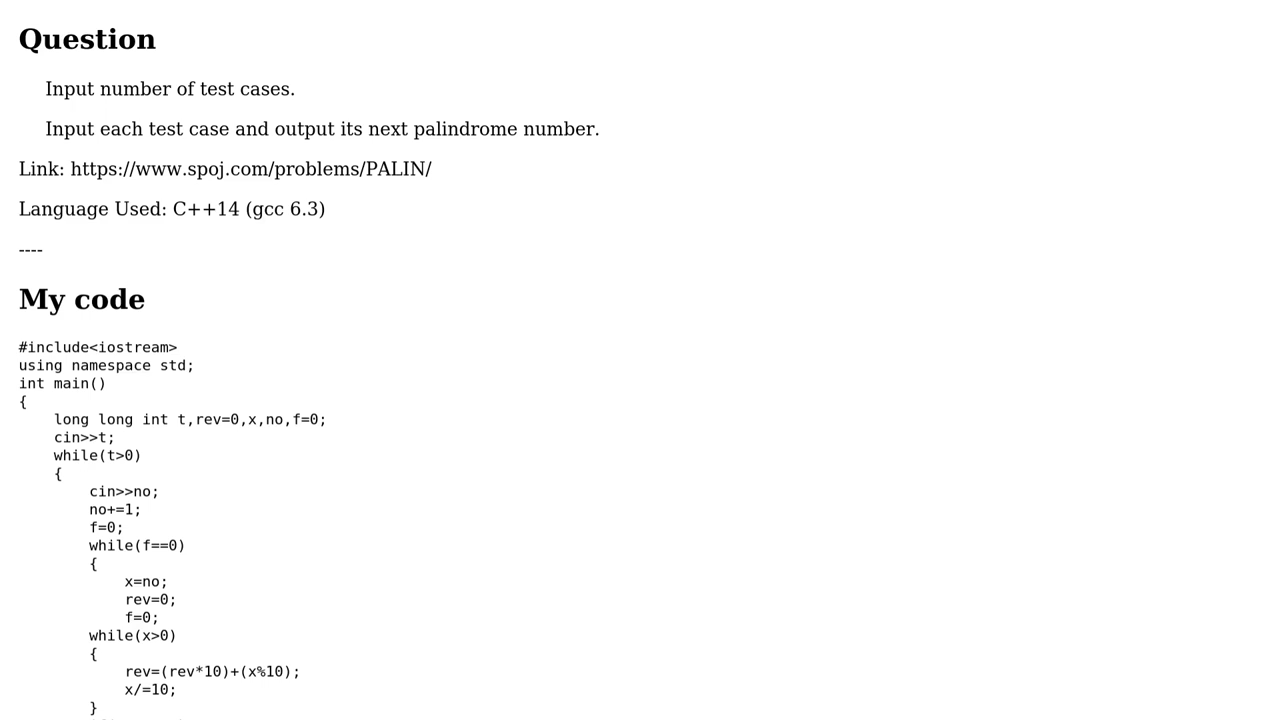 Question
Input number of test cases.
Input each test case and output its next palindrome number.
Link: https://www.spoj.com/problems/PALIN/
Language Used: C++14 (gcc 6.3)
----
My code
#include<iostream>
using namespace std;
int main()
{
    long long int t,rev=0,x,no,f=0;
    cin>>t;
    while(t>0)
    {
        cin>>no;
        no+=1;
        f=0;
        while(f==0)
        {
            x=no;
            rev=0;
            f=0;
        while(x>0)
        {
            rev=(rev*10)+(x%10);
            x/=10;
        }